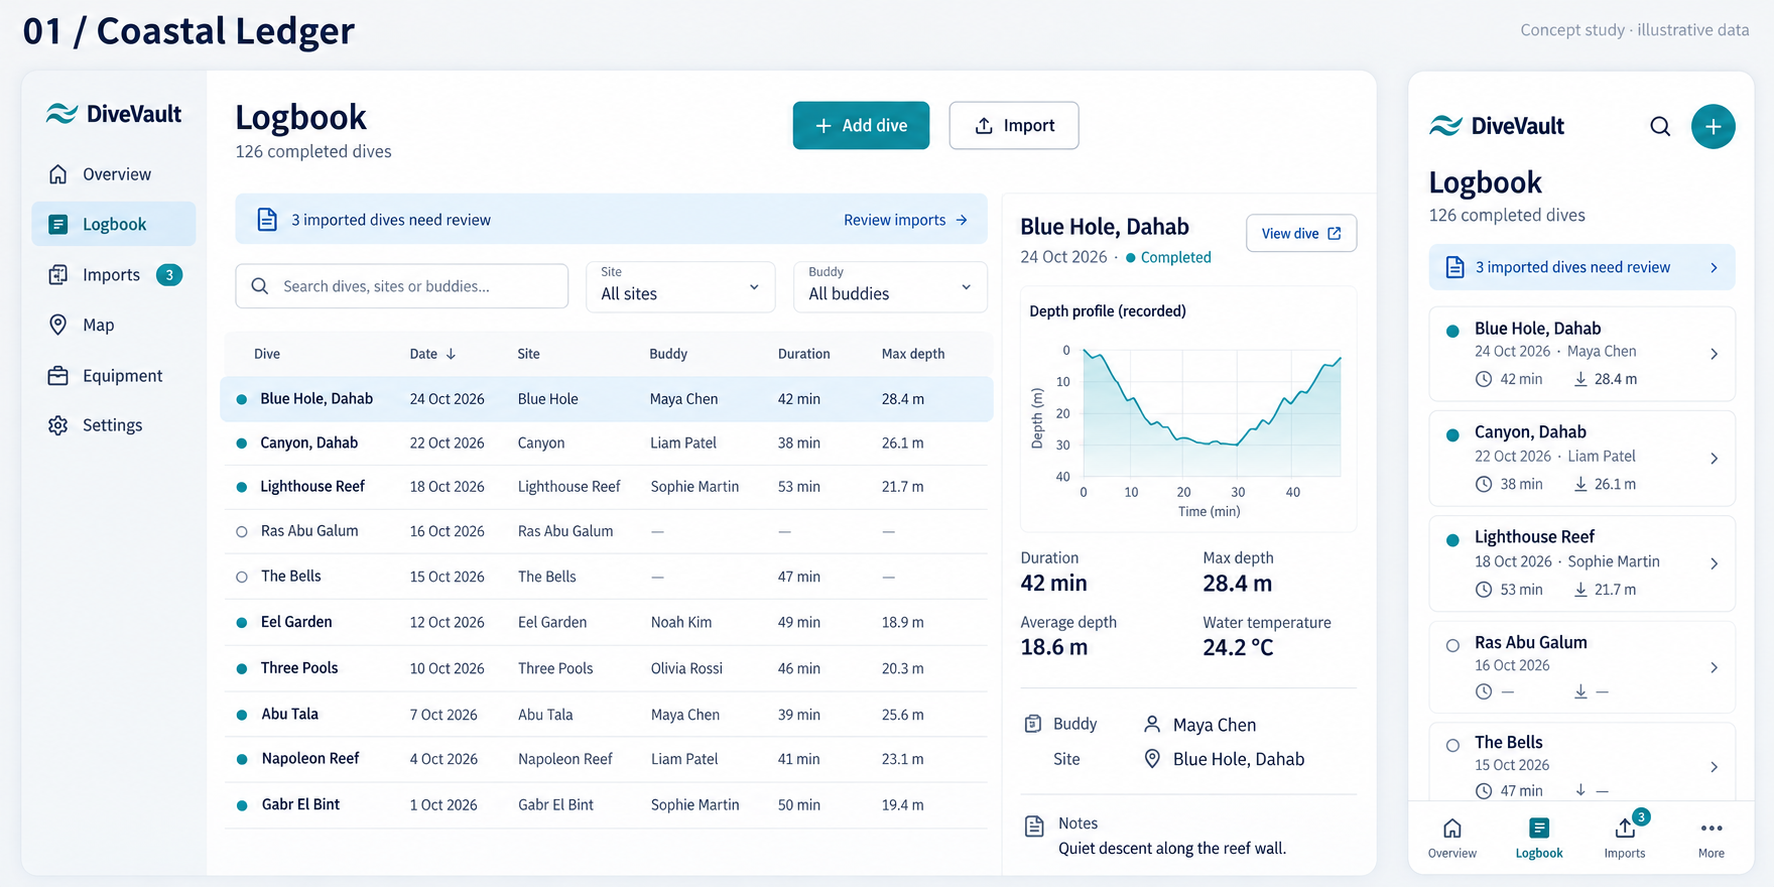 01 / Coastal Ledger
Concept study · illustrative data
DiveVault
Overview
Logbook
Imports 3
Map
Equipment
Settings
Logbook
126 completed dives
+ Add dive
Import
3 imported dives need review
Review imports →
Search dives, sites or buddies...
Site
All sites
Buddy
All buddies
Dive Date ↓ Site Buddy Duration Max depth
Blue Hole, Dahab 24 Oct 2026 Blue Hole Maya Chen 42 min 28.4 m
Canyon, Dahab 22 Oct 2026 Canyon Liam Patel 38 min 26.1 m
Lighthouse Reef 18 Oct 2026 Lighthouse Reef Sophie Martin 53 min 21.7 m
Ras Abu Galum 16 Oct 2026 Ras Abu Galum — — —
The Bells 15 Oct 2026 The Bells — 47 min —
Eel Garden 12 Oct 2026 Eel Garden Noah Kim 49 min 18.9 m
Three Pools 10 Oct 2026 Three Pools Olivia Rossi 46 min 20.3 m
Abu Tala 7 Oct 2026 Abu Tala Maya Chen 39 min 25.6 m
Napoleon Reef 4 Oct 2026 Napoleon Reef Liam Patel 41 min 23.1 m
Gabr El Bint 1 Oct 2026 Gabr El Bint Sophie Martin 50 min 19.4 m
Blue Hole, Dahab
View dive
24 Oct 2026 · Completed
Depth profile (recorded)
Depth (m)
0
10
20
30
40
0 10 20 30 40
Time (min)
Duration Max depth
42 min 28.4 m
Average depth Water temperature
18.6 m 24.2 °C
Buddy Maya Chen
Site Blue Hole, Dahab
Notes
Quiet descent along the reef wall.
DiveVault
+
Logbook
126 completed dives
3 imported dives need review
Blue Hole, Dahab
24 Oct 2026 · Maya Chen
42 min 28.4 m
Canyon, Dahab
22 Oct 2026 · Liam Patel
38 min 26.1 m
Lighthouse Reef
18 Oct 2026 · Sophie Martin
53 min 21.7 m
Ras Abu Galum
16 Oct 2026
— —
The Bells
15 Oct 2026
47 min —
3
Overview Logbook Imports More